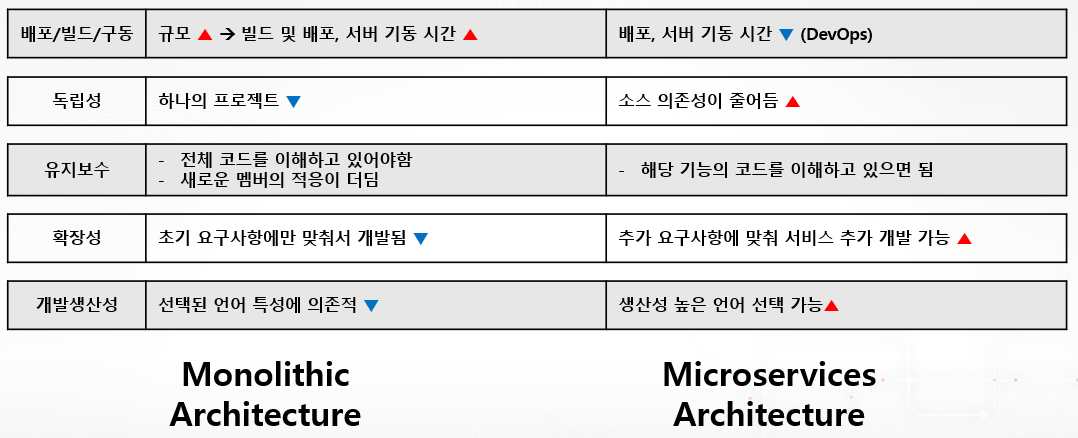 배포/빌드/구동
규모 ▲ → 빌드 및 배포, 서버 기동 시간 ▲
배포, 서버 기동 시간 ▼ (DevOps)
독립성
하나의 프로젝트 ▼
소스 의존성이 줄어듬 ▲
유지보수
- 전체 코드를 이해하고 있어야함
- 새로운 멤버의 적응이 더딤
- 해당 기능의 코드를 이해하고 있으면 됨
확장성
초기 요구사항에만 맞춰서 개발됨 ▼
추가 요구사항에 맞춰 서비스 추가 개발 가능 ▲
개발생산성
선택된 언어 특성에 의존적 ▼
생산성 높은 언어 선택 가능▲
Monolithic
Architecture
Microservices
Architecture